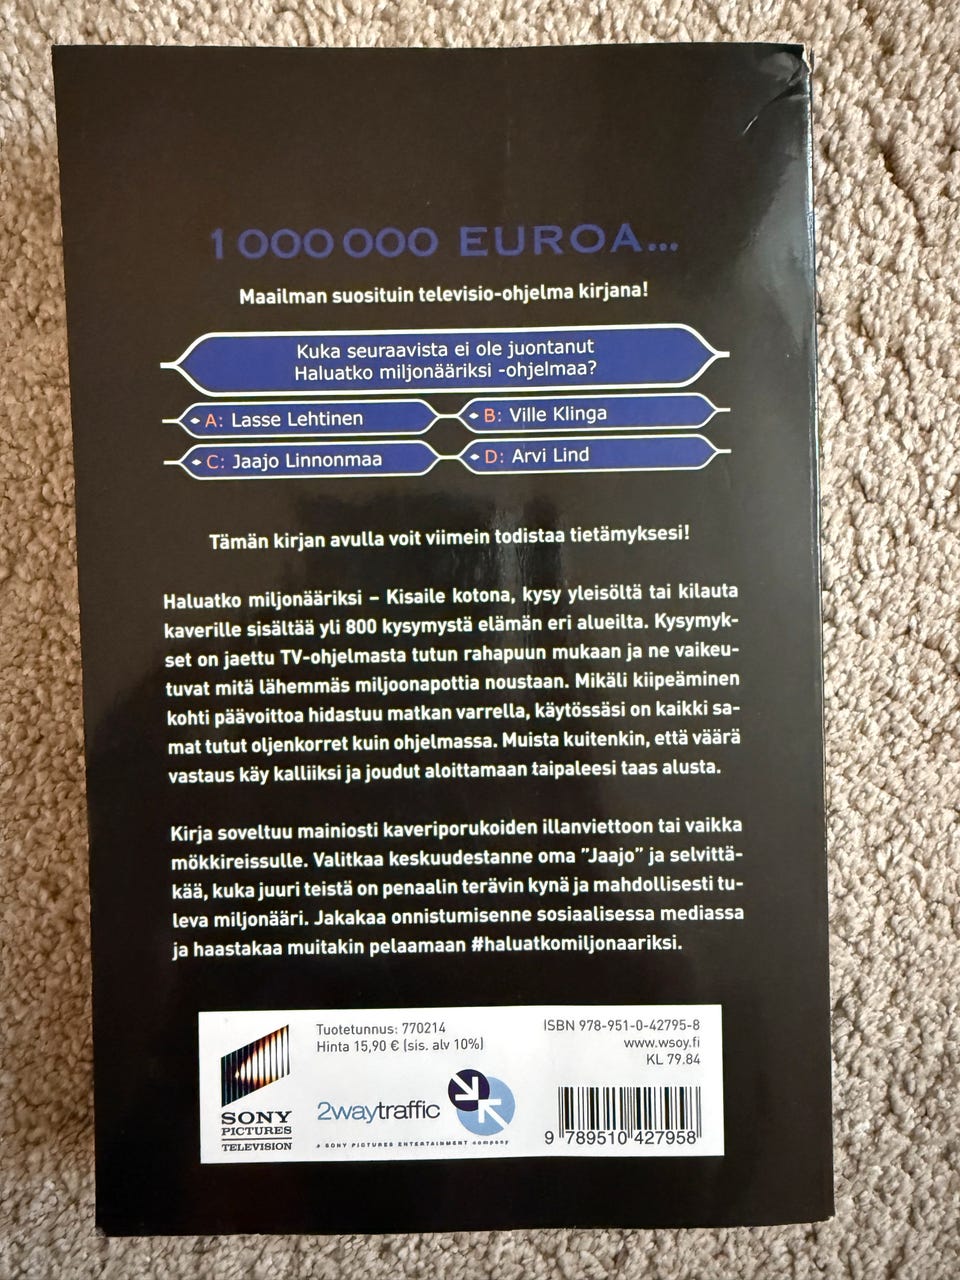 1 000 000 EUROA...
Maailman suosituin televisio-ohjelma kirjana!
Kuka seuraavista ei ole juontanut
Haluatko miljonääriksi -ohjelmaa?
A: Lasse Lehtinen
B: Ville Klinga
C: Jaajo Linnonmaa
D: Arvi Lind
Tämän kirjan avulla voit viimein todistaa tietämyksesi!
Haluatko miljonääriksi – Kisaile kotona, kysy yleisöltä tai kilauta
kaverille sisältää yli 800 kysymystä elämän eri alueilta. Kysymyk-
set on jaettu TV-ohjelmasta tutun rahapuun mukaan ja ne vaikeu-
tuvat mitä lähemmäs miljoonapottia noustaan. Mikäli kiipeäminen
kohti päävoittoa hidastuu matkan varrella, käytössäsi on kaikki sa-
mat tutut oljenkorret kuin ohjelmassa. Muista kuitenkin, että väärä
vastaus käy kalliiksi ja joudut aloittamaan taipaleesi taas alusta.
Kirja soveltuu mainiosti kaveriporukoiden illanviettoon tai vaikka
mökkireissulle. Valitkaa keskuudestanne oma ”Jaajo” ja selvittä-
kää, kuka juuri teistä on penaalin terävin kynä ja mahdollisesti tu-
leva miljonääri. Jakakaa onnistumisenne sosiaalisessa mediassa
ja haastakaa muitakin pelaamaan #haluatkomiljonaariksi.
Tuotetunnus: 770214
Hinta 15,90 € (sis. alv 10%)
ISBN 978-951-0-42795-8
www.wsoy.fi
KL 79.84
SONY
PICTURES
TELEVISION
2waytraffic
a SONY PICTURES ENTERTAINMENT company
9 789510 427958